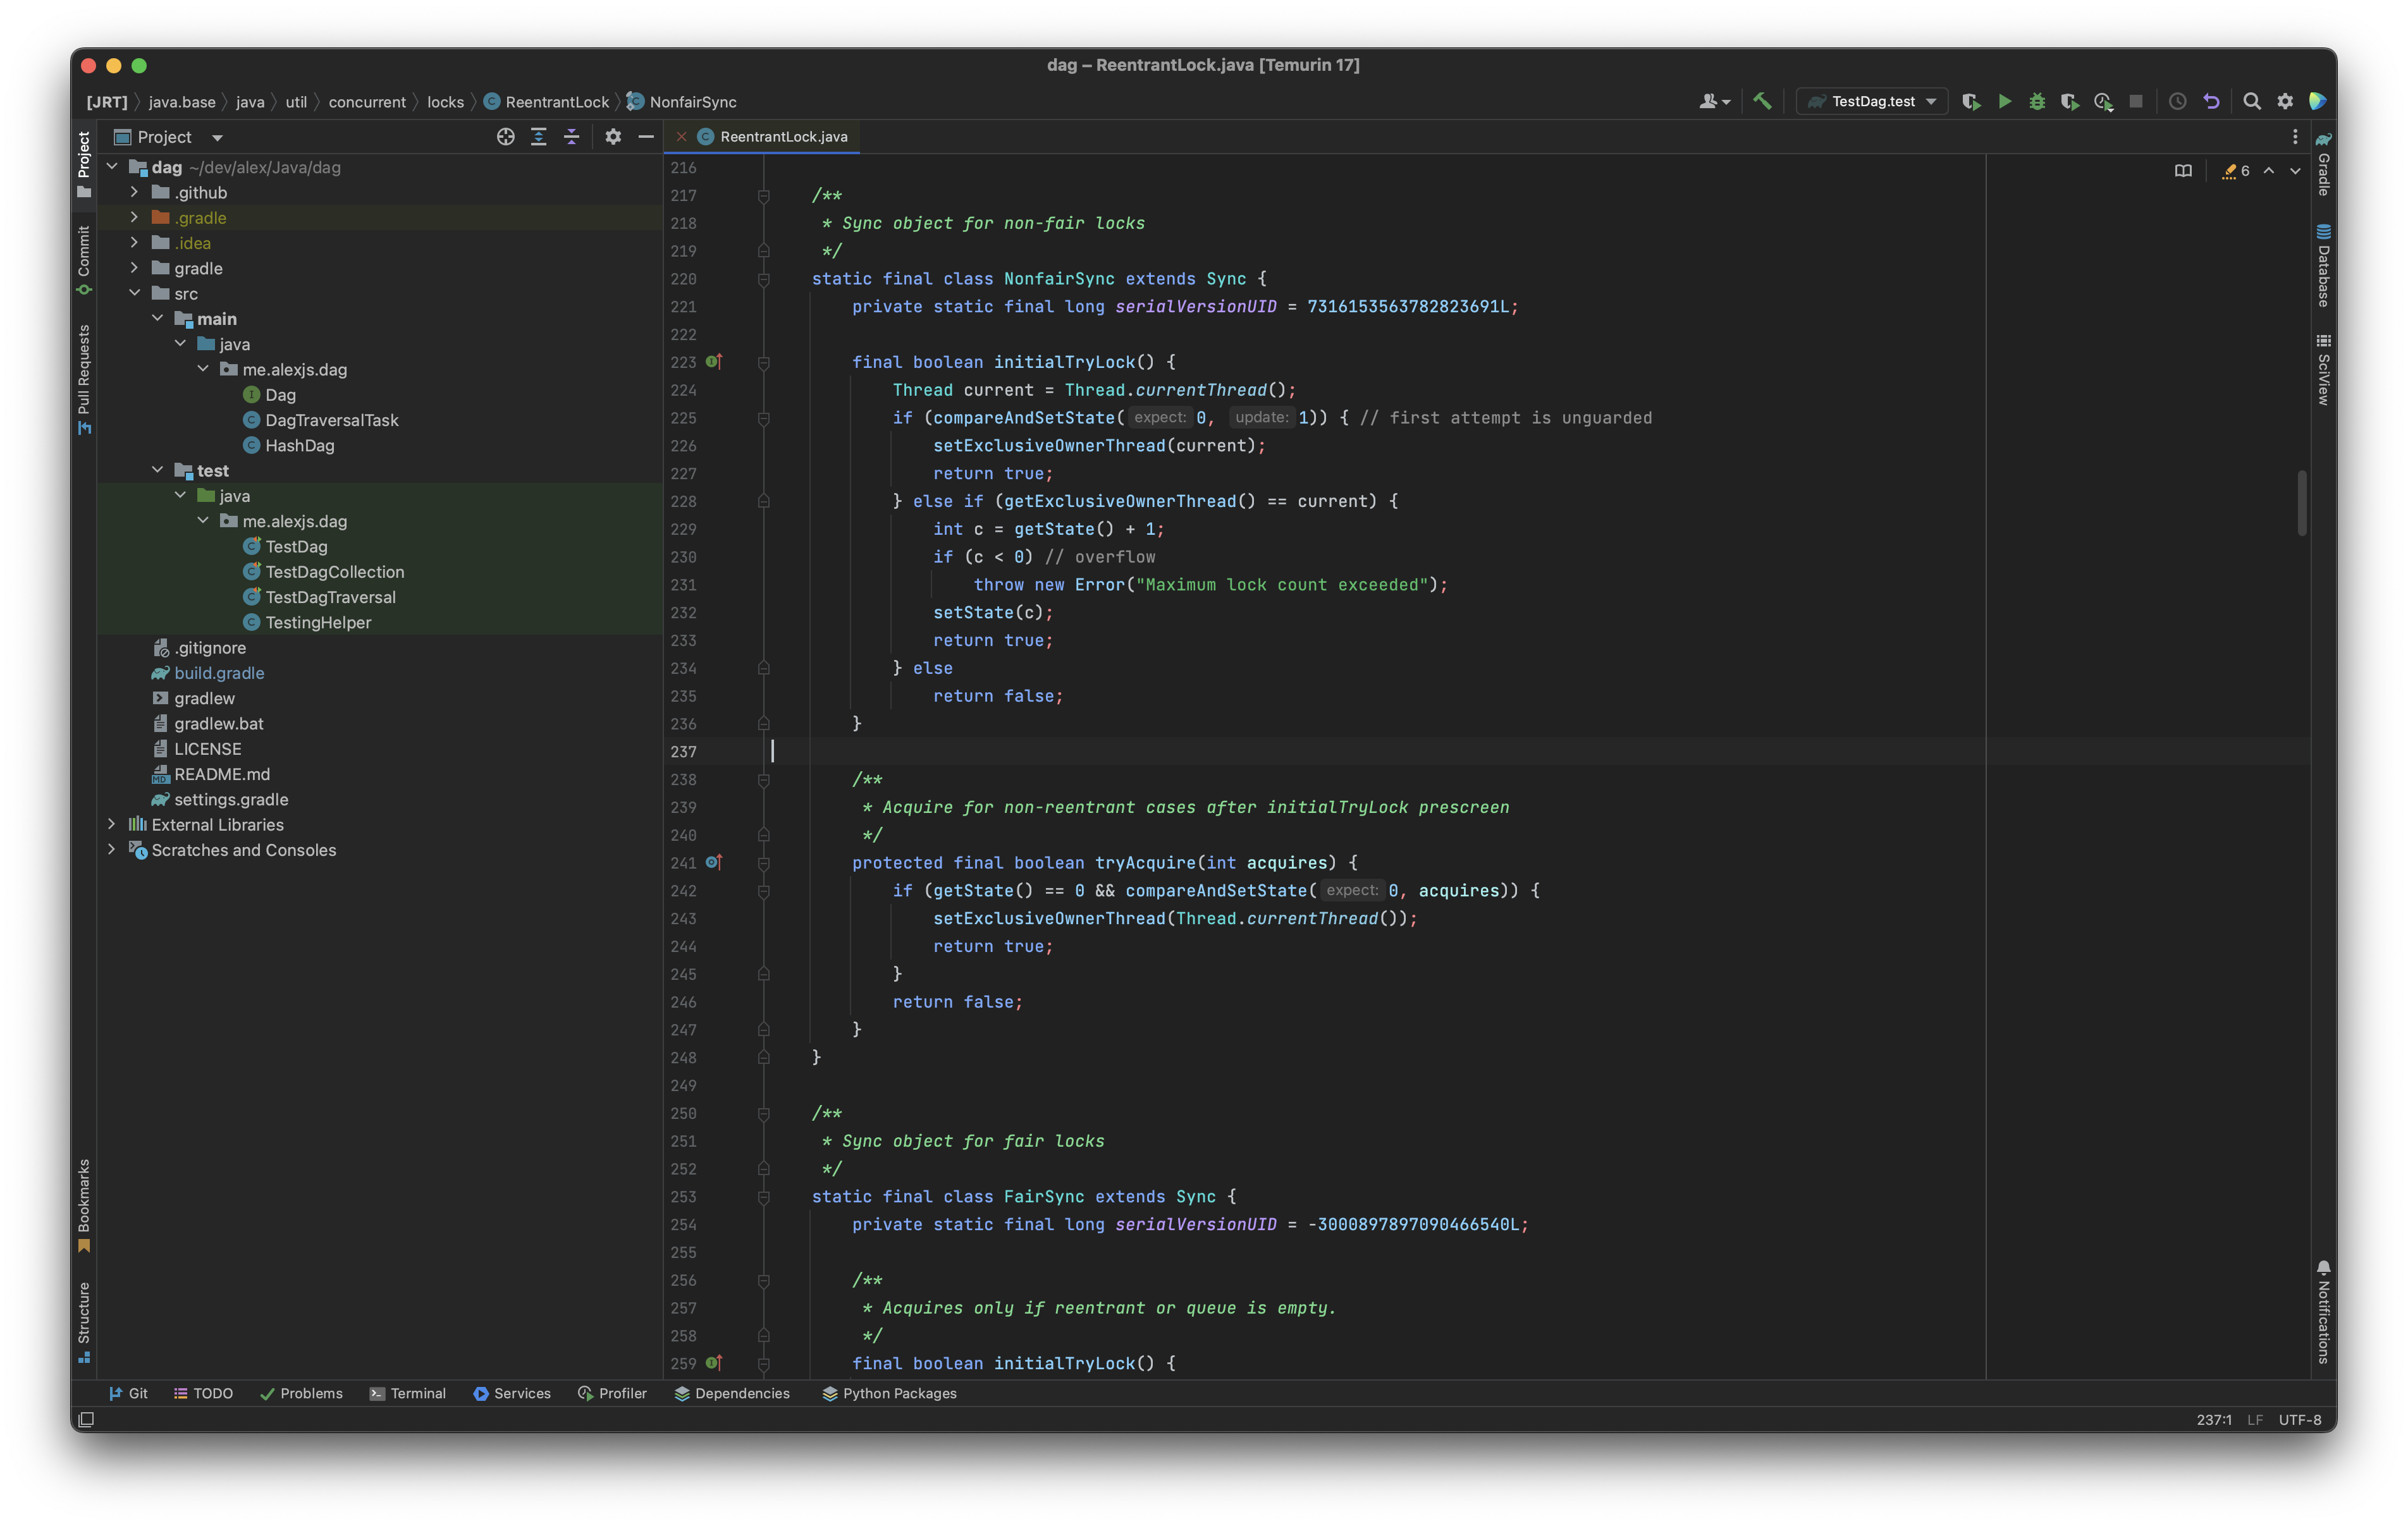 dag – ReentrantLock.java [Temurin 17]
[JRT] java.base java util concurrent locks ReentrantLock NonfairSync
TestDag.test
Project
Commit
Pull Requests
Bookmarks
Structure
Project
dag ~/dev/alex/Java/dag
.github
.gradle
.idea
gradle
src
main
java
me.alexjs.dag
Dag
DagTraversalTask
HashDag
test
java
me.alexjs.dag
TestDag
TestDagCollection
TestDagTraversal
TestingHelper
.gitignore
build.gradle
gradlew
gradlew.bat
LICENSE
README.md
settings.gradle
External Libraries
Scratches and Consoles
ReentrantLock.java
6
216
217 /**
218 * Sync object for non-fair locks
219 */
220 static final class NonfairSync extends Sync {
221 private static final long serialVersionUID = 7316153563782823691L;
222
223 final boolean initialTryLock() {
224 Thread current = Thread.currentThread();
225 if (compareAndSetState( expect: 0, update: 1)) { // first attempt is unguarded
226 setExclusiveOwnerThread(current);
227 return true;
228 } else if (getExclusiveOwnerThread() == current) {
229 int c = getState() + 1;
230 if (c < 0) // overflow
231 throw new Error("Maximum lock count exceeded");
232 setState(c);
233 return true;
234 } else
235 return false;
236 }
237
238 /**
239 * Acquire for non-reentrant cases after initialTryLock prescreen
240 */
241 protected final boolean tryAcquire(int acquires) {
242 if (getState() == 0 && compareAndSetState( expect: 0, acquires)) {
243 setExclusiveOwnerThread(Thread.currentThread());
244 return true;
245 }
246 return false;
247 }
248 }
249
250 /**
251 * Sync object for fair locks
252 */
253 static final class FairSync extends Sync {
254 private static final long serialVersionUID = -3000897897090466540L;
255
256 /**
257 * Acquires only if reentrant or queue is empty.
258 */
259 final boolean initialTryLock() {
Gradle
Database
SciView
Notifications
Git TODO Problems Terminal Services Profiler Dependencies Python Packages
237:1 LF UTF-8